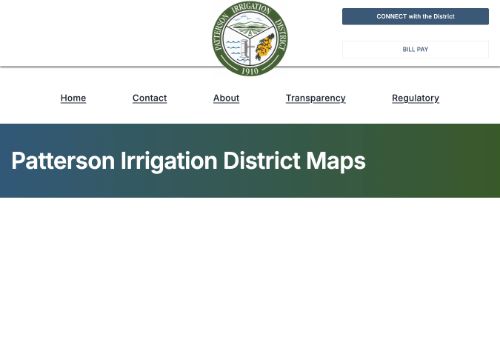 PATTERSON IRRIGATION DISTRICT
1910
CONNECT with the District
BILL PAY
Home Contact About Transparency Regulatory
Patterson Irrigation District Maps